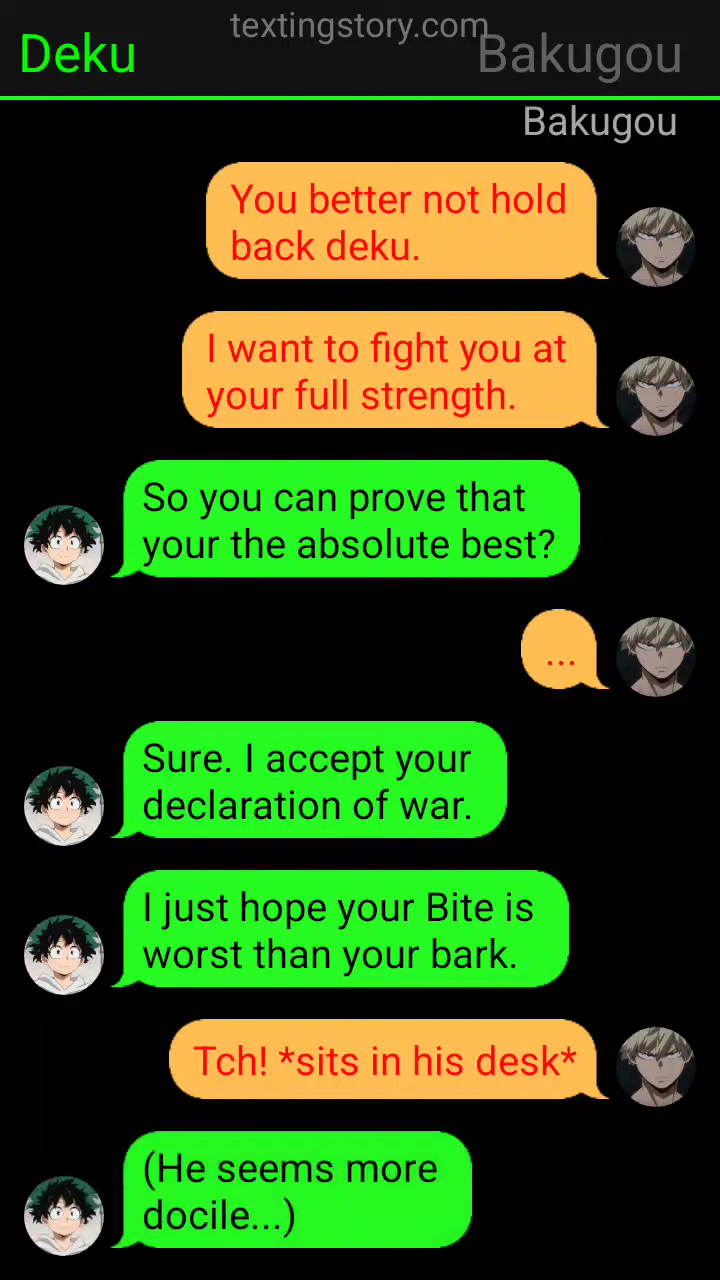 textingstory.com
Deku
Bakugou
Bakugou
You better not hold
back deku.
I want to fight you at
your full strength.
So you can prove that
your the absolute best?
...
Sure. I accept your
declaration of war.
I just hope your Bite is
worst than your bark.
Tch! *sits in his desk*
(He seems more
docile...)